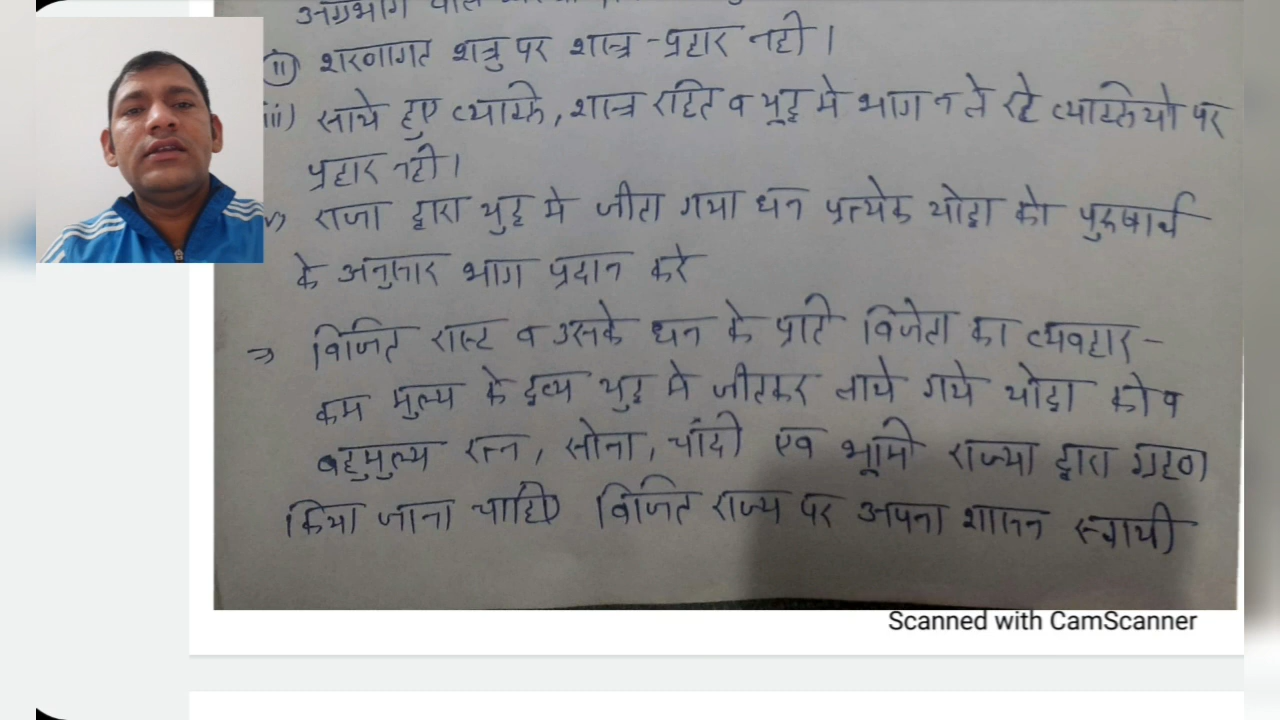 अग्रभाग वाले
(ii) शरणागत शत्रु पर शास्त्र-प्रहार नही।
iii) सोये हुए व्यक्ति, शास्त्र रहित व युद्द मे भाग न ले रहे व्यक्तियो पर
प्रहार नही।
v) राजा द्वारा युद्द मे जीता गया धन प्रत्येक योद्दा को पुरुषार्थ
के अनुसार भाग प्रदान करे
⇒ विजित रास्ट व उसके धन के प्रति विजेता का व्यवहार-
कम मुल्य के द्रव्य युद्द मे जीतकर लाये गये योद्दा को व
बहुमुल्य रत्न, सोना, चाँदी एव भूमि राज्या द्वारा ग्रहण
किया जाना चाहिए विजित राज्य पर अपना शासन स्थायी
Scanned with CamScanner